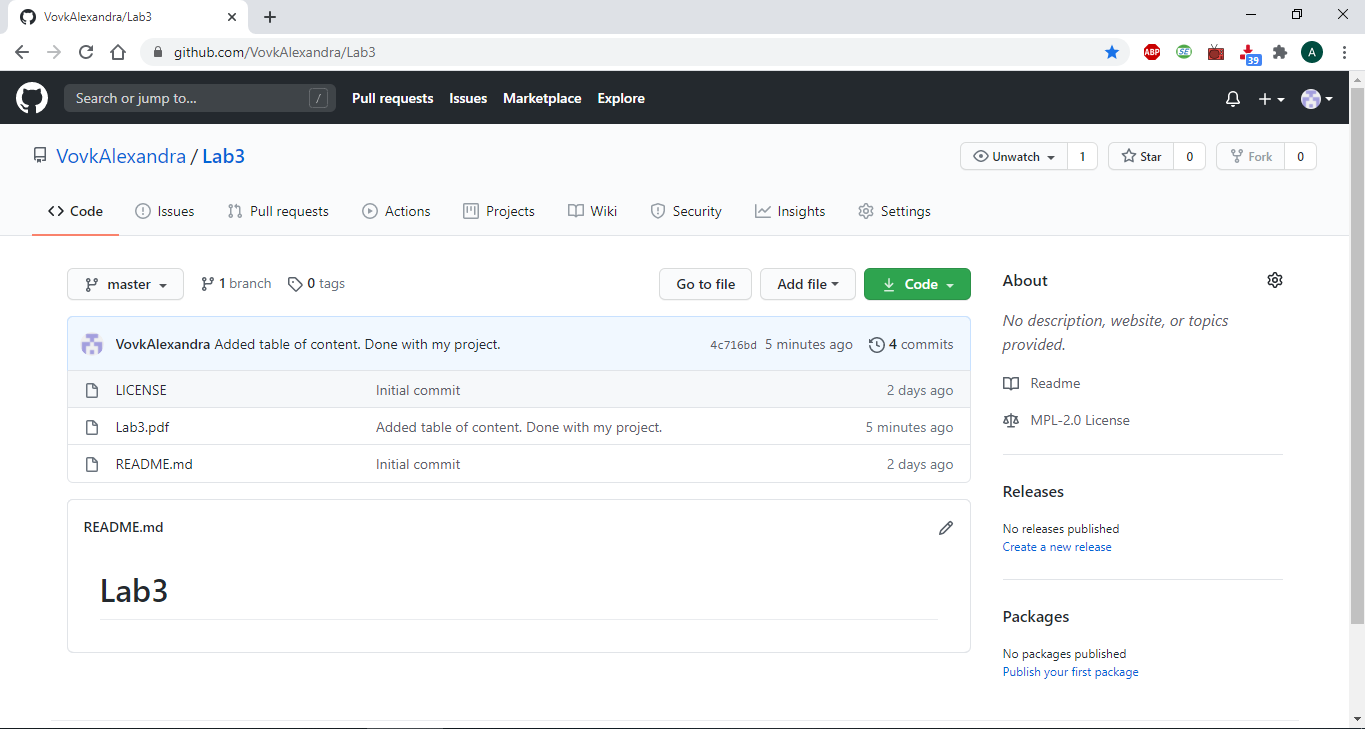 VovkAlexandra/Lab3
github.com/VovkAlexandra/Lab3
ABP SE 39 A
Search or jump to... / Pull requests Issues Marketplace Explore
VovkAlexandra / Lab3 Unwatch 1 Star 0 Fork 0
Code Issues Pull requests Actions Projects Wiki Security Insights Settings
master 1 branch 0 tags Go to file Add file Code
VovkAlexandra Added table of content. Done with my project. 4c716bd 5 minutes ago 4 commits
LICENSE Initial commit 2 days ago
Lab3.pdf Added table of content. Done with my project. 5 minutes ago
README.md Initial commit 2 days ago
README.md
Lab3
About
No description, website, or topics
provided.
Readme
MPL-2.0 License
Releases
No releases published
Create a new release
Packages
No packages published
Publish your first package